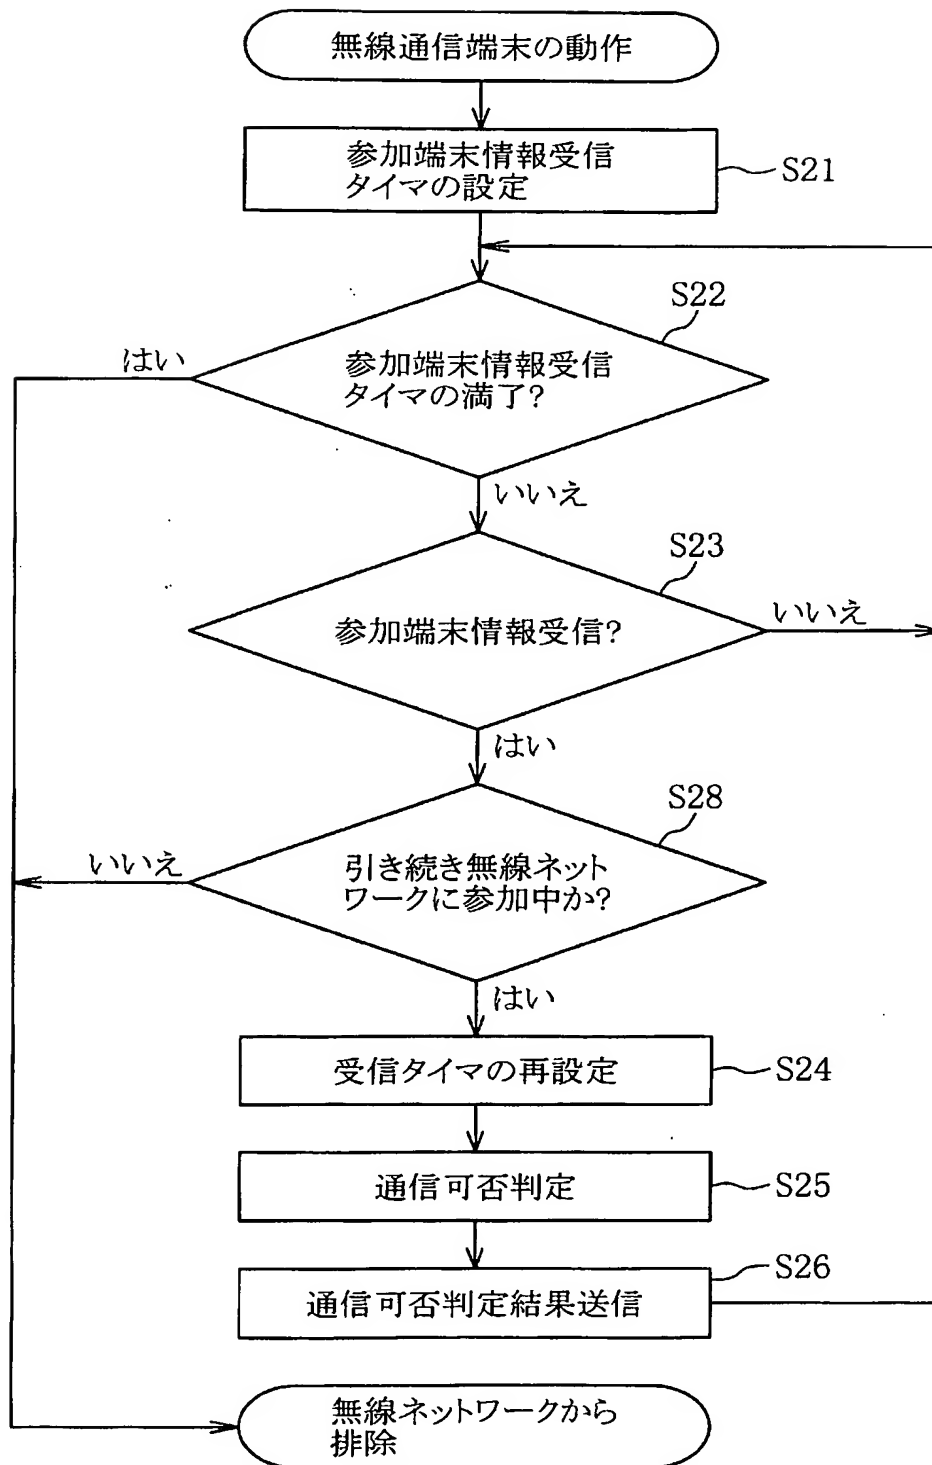 無線通信端末の動作
参加端末情報受信
タイマの設定
S21
S22
はい
参加端末情報受信
タイマの満了?
いいえ
S23
いいえ
参加端末情報受信?
はい
S28
いいえ
引き続き無線ネット
ワークに参加中か?
はい
受信タイマの再設定
S24
通信可否判定
S25
S26
通信可否判定結果送信
無線ネットワークから
排除